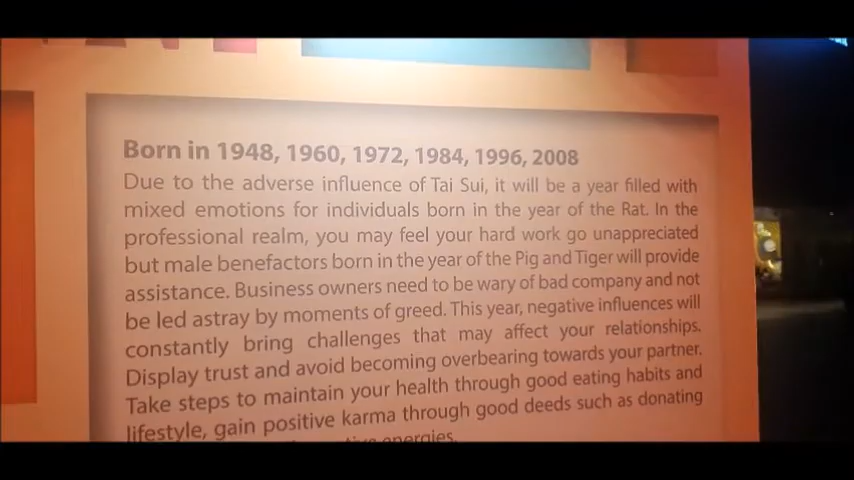 Born in 1948, 1960, 1972, 1984, 1996, 2008
Due to the adverse influence of Tai Sui, it will be a year filled with
mixed emotions for individuals born in the year of the Rat. In the
professional realm, you may feel your hard work go unappreciated
but male benefactors born in the year of the Pig and Tiger will provide
assistance. Business owners need to be wary of bad company and not
be led astray by moments of greed. This year, negative influences will
constantly bring challenges that may affect your relationships.
Display trust and avoid becoming overbearing towards your partner.
Take steps to maintain your health through good eating habits and
lifestyle, gain positive karma through good deeds such as donating
energies.